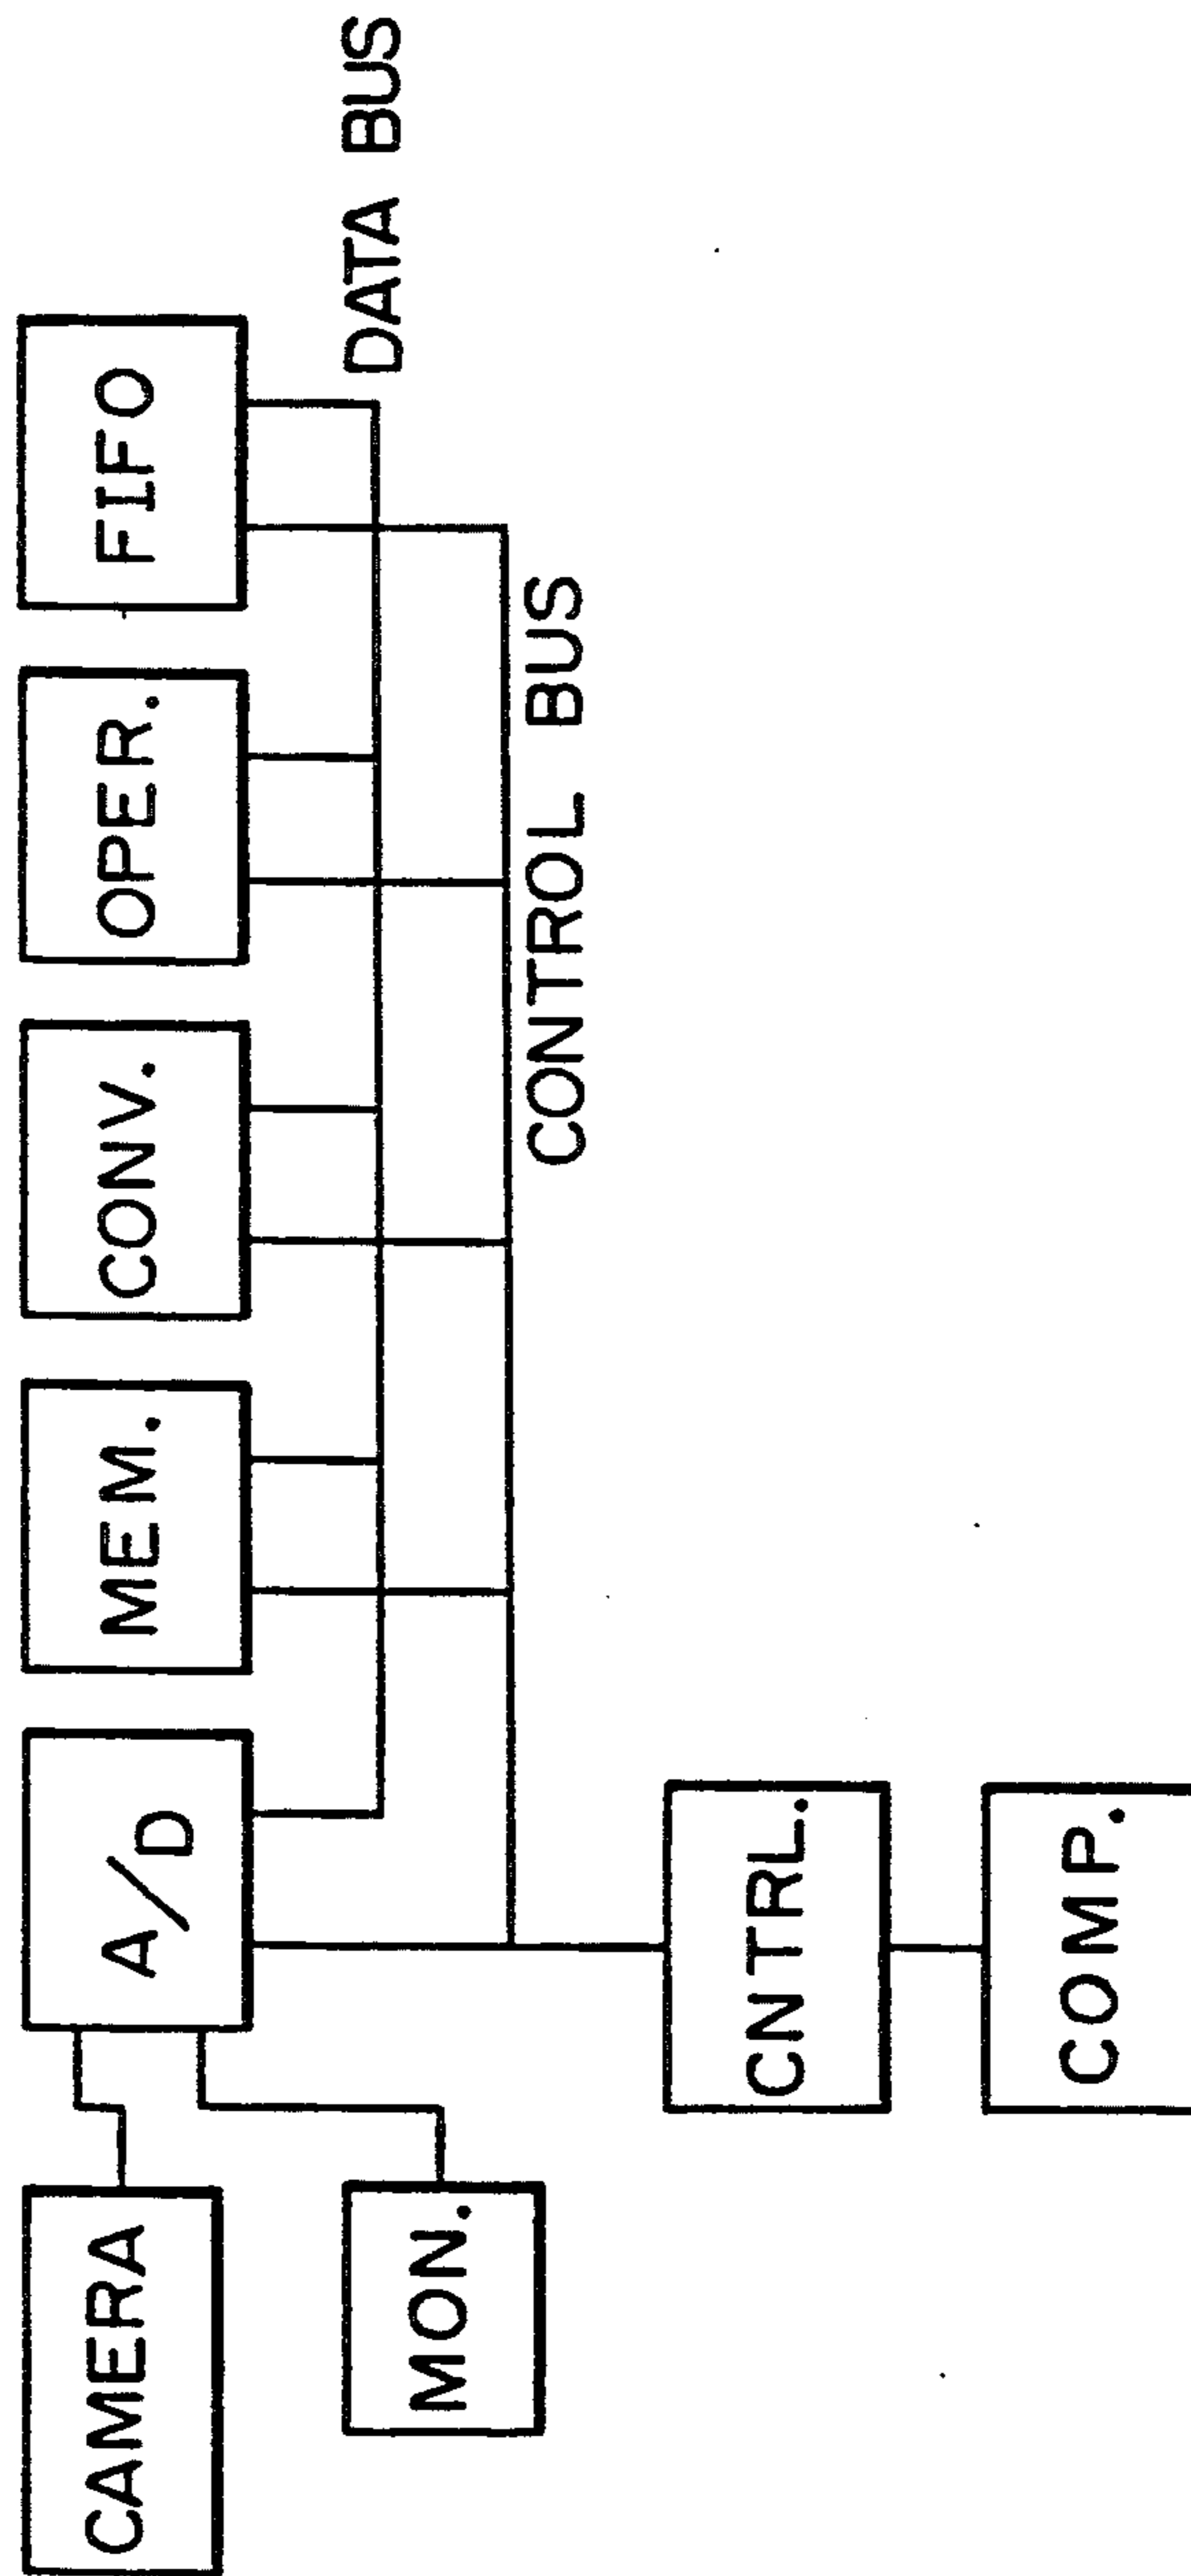 CAMERA
A/D
MEM.
CONV.
OPER.
FIFO
MON.
DATA BUS
CONTROL BUS
CNTRL.
COMP.